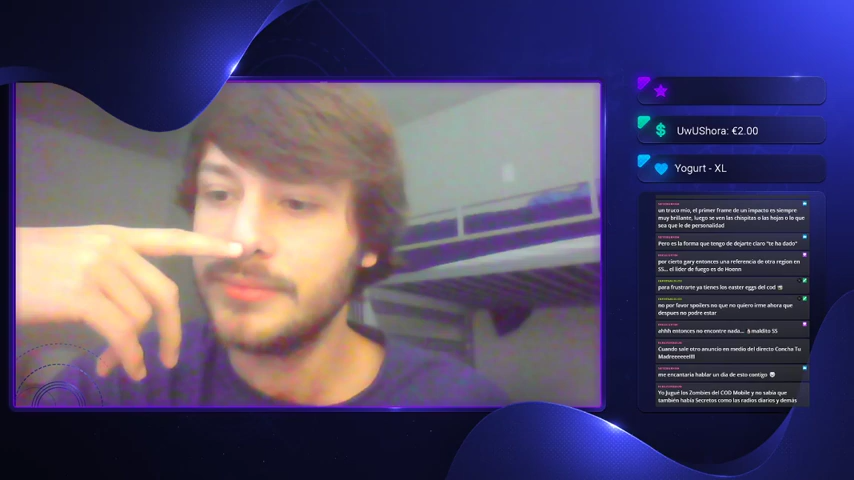 UwUShora: €2.00
Yogurt - XL
un truco mio, el primer frame de un impacto es siempre
muy brillante, luego se ven las chispitas o las hojas o lo que
sea que le de personalidad
Pero es la forma que tengo de dejarte claro "te ha dado"
por cierto gary entonces una referencia de otra region en
SS... el lider de fuego es de Hoenn
para frustrarte ya tienes los easter eggs del cod
no por favor spoilers no que no quiero irme ahora que
despues no podre estar
ahhh entonces no encontre nada... maldito SS
Cuando sale otro anuncio en medio del directo Concha Tu
me encantaria hablar un dia de esto contigo
Yo Jugué los Zombies del COD Mobile y no sabia que
también había Secretos como las radios diarios y demás